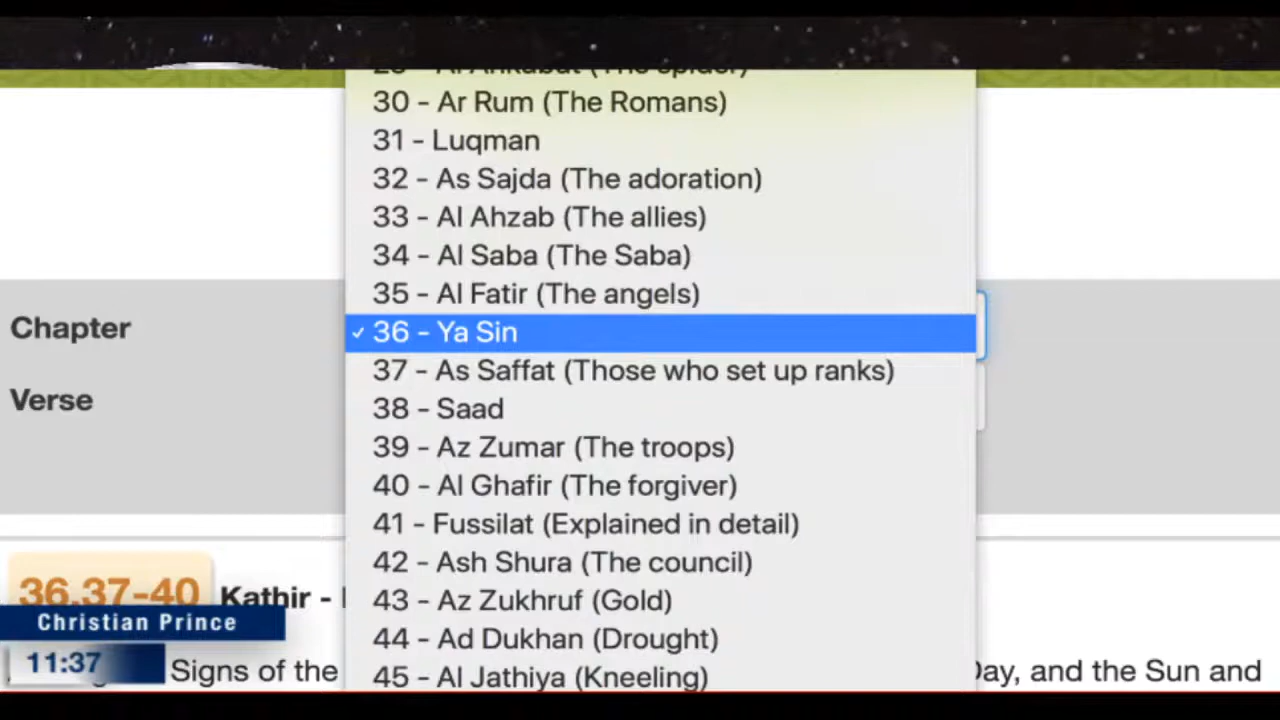 Al Ankabut (The spider)
30 - Ar Rum (The Romans)
31 - Luqman
32 - As Sajda (The adoration)
33 - Al Ahzab (The allies)
34 - Al Saba (The Saba)
35 - Al Fatir (The angels)
Chapter
✓ 36 - Ya Sin
37 - As Saffat (Those who set up ranks)
Verse
38 - Saad
39 - Az Zumar (The troops)
40 - Al Ghafir (The forgiver)
41 - Fussilat (Explained in detail)
42 - Ash Shura (The council)
36.37-40 Kathir -
43 - Az Zukhruf (Gold)
Christian Prince
44 - Ad Dukhan (Drought)
11:37
Signs of the
45 - Al Jathiya (Kneeling)
Day, and the Sun and